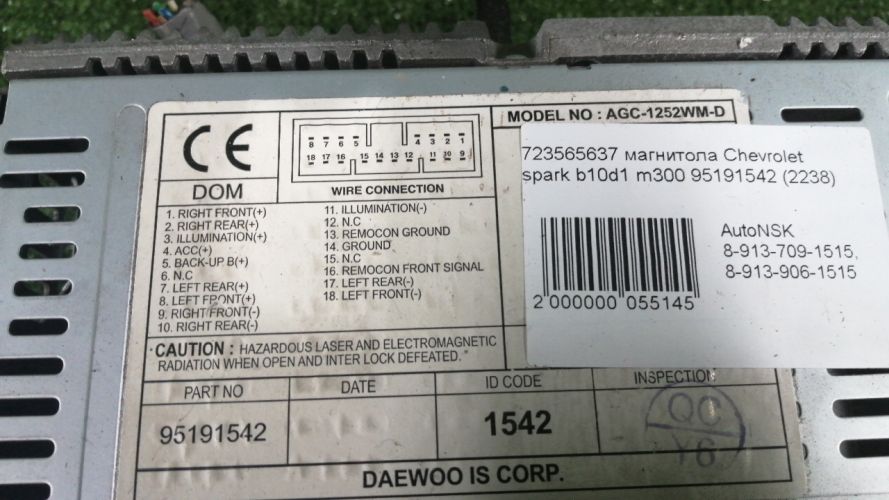 CE
DOM
8 7 6 5 4 3 2 1
18 17 16 15 14 13 12 11 10 9
WIRE CONNECTION
MODEL NO : AGC-1252WM-D
1. RIGHT FRONT(+)
2. RIGHT REAR(+)
3. ILLUMINATION(+)
4. ACC(+)
5. BACK-UP B(+)
6. N.C
7. LEFT REAR(+)
8. LEFT FRONT(+)
9. RIGHT FRONT(-)
10. RIGHT REAR(-)
11. ILLUMINATION(-)
12. N.C
13. REMOCON GROUND
14. GROUND
15. N.C
16. REMOCON FRONT SIGNAL
17. LEFT REAR(-)
18. LEFT FRONT(-)
723565637 магнитола Chevrolet
spark b10d1 m300 95191542 (2238)
AutoNSK
8-913-709-1515,
8-913-906-1515
2 000000 055145
CAUTION : HAZARDOUS LASER AND ELECTROMAGNETIC
RADIATION WHEN OPEN AND INTER LOCK DEFEATED.
PART NO DATE ID CODE INSPECTION
95191542 1542 QC
Y6
DAEWOO IS CORP.